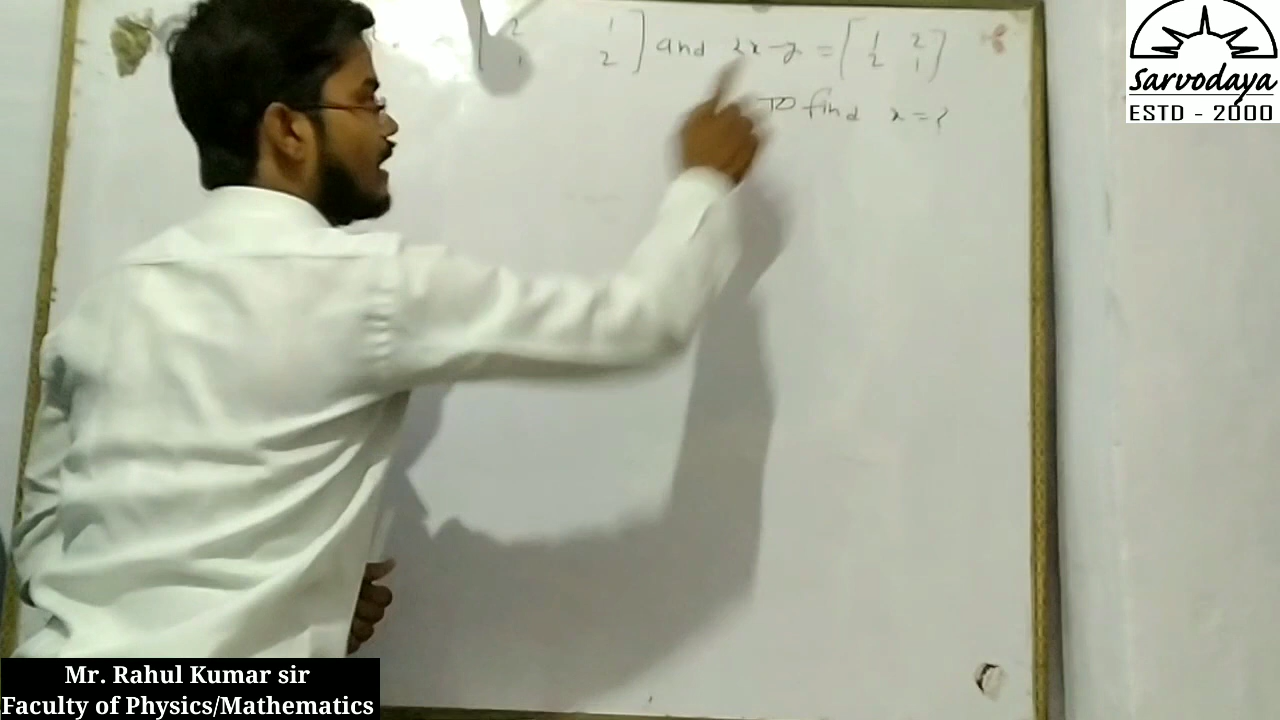 [2 1
1 2] and 2x-y = [1 2
2 1]
To find x = ?
Sarvodaya
ESTD - 2000
Mr. Rahul Kumar sir
Faculty of Physics/Mathematics